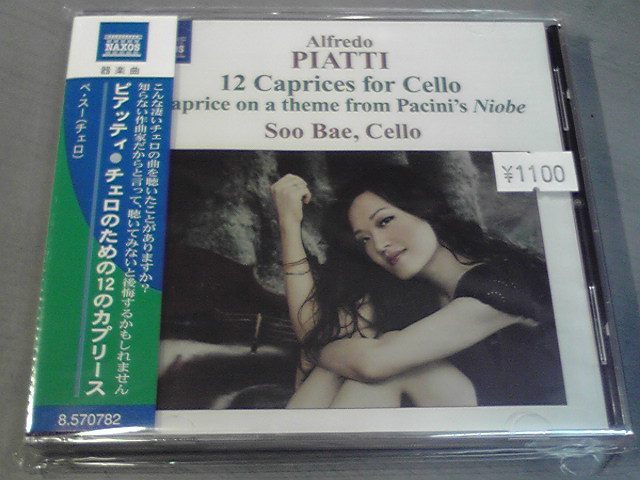 NAXOS
器楽曲
こんな凄いチェロの曲を聴いたことがありますか?
知らない作曲家だからと言って、聴いてみないと後悔するかもしれません
ピアッティ●チェロのための12のカプリース
ペ・スー(チェロ)
8.570782
Alfredo
PIATTI
12 Caprices for Cello
aprice on a theme from Pacini's Niobe
Soo Bae, Cello
¥1100